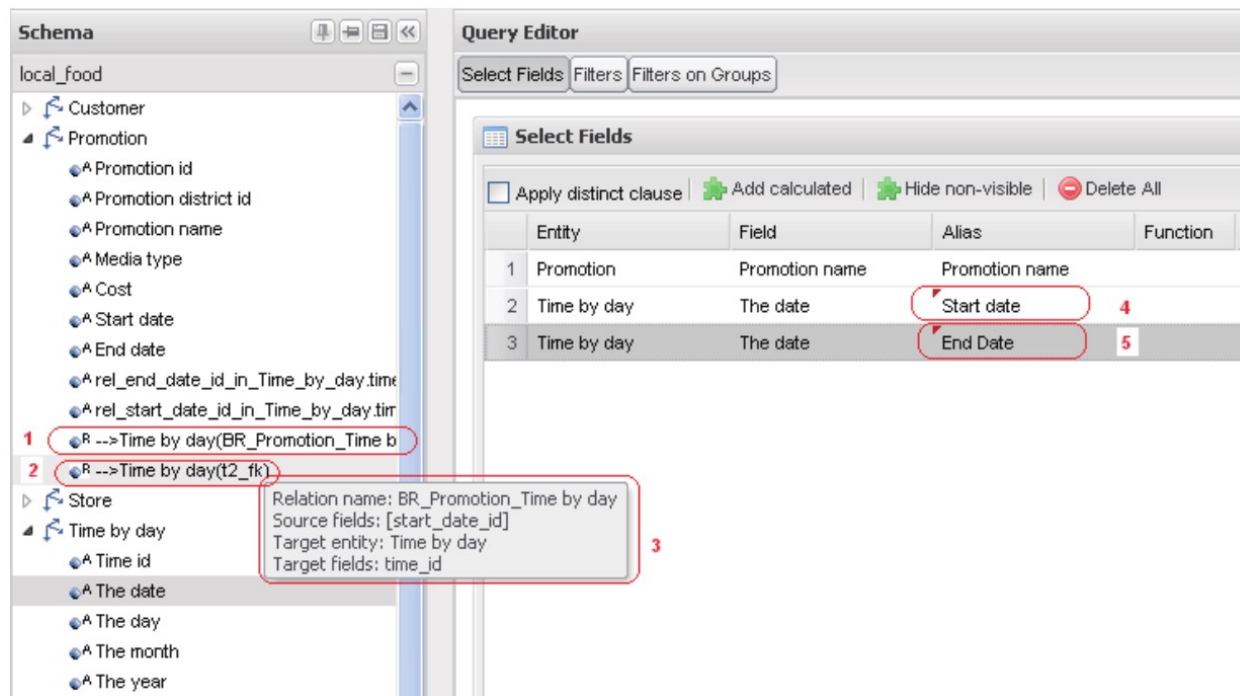 Schema
local_food
Customer
Promotion
A Promotion id
A Promotion district id
A Promotion name
A Media type
A Cost
A Start date
A End date
A rel_end_date_id_in_Time_by_day.time
A rel_start_date_id_in_Time_by_day.tim
1 R -->Time by day(BR_Promotion_Time b
2 R -->Time by day(t2_fk)
Store
Time by day
A Time id
A The date
A The day
A The month
A The year
Relation name: BR_Promotion_Time by day
Source fields: [start_date_id]
Target entity: Time by day
Target fields: time_id
3
Query Editor
Select Fields Filters Filters on Groups
Select Fields
Apply distinct clause Add calculated Hide non-visible Delete All
Entity Field Alias Function
1 Promotion Promotion name Promotion name
2 Time by day The date Start date 4
3 Time by day The date End Date 5